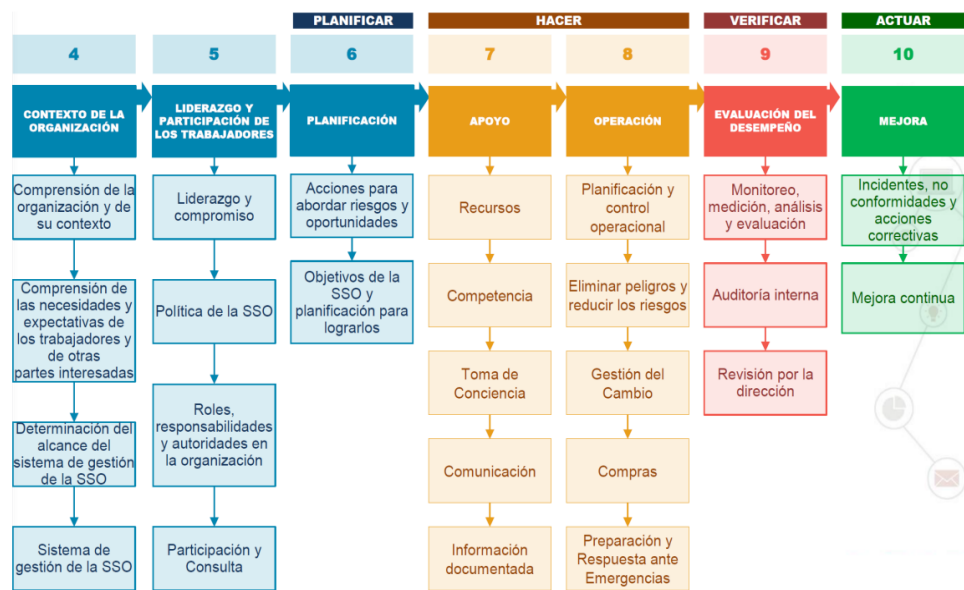 PLANIFICAR
HACER
VERIFICAR
ACTUAR
4
5
6
7
8
9
10
CONTEXTO DE LA
ORGANIZACIÓN
LIDERAZGO Y
PARTICIPACIÓN DE
LOS TRABAJADORES
PLANIFICACIÓN
APOYO
OPERACIÓN
EVALUACIÓN DEL
DESEMPEÑO
MEJORA
Comprensión de la
organización y de
su contexto
Comprensión de
las necesidades y
expectativas de
los trabajadores y
de otras
partes interesadas
Determinación del
alcance del
sistema de gestión
de la SSO
Sistema de
gestión de la SSO
Liderazgo y
compromiso
Política de la SSO
Roles,
responsabilidades
y autoridades en
la organización
Participación y
Consulta
Acciones para
abordar riesgos y
oportunidades
Objetivos de la
SSO y
planificación para
lograrlos
Recursos
Competencia
Toma de
Conciencia
Comunicación
Información
documentada
Planificación y
control
operacional
Eliminar peligros y
reducir los riesgos
Gestión del
Cambio
Compras
Preparación y
Respuesta ante
Emergencias
Monitoreo,
medición, análisis
y evaluación
Auditoría interna
Revisión por la
dirección
Incidentes, no
conformidades y
acciones
correctivas
Mejora continua